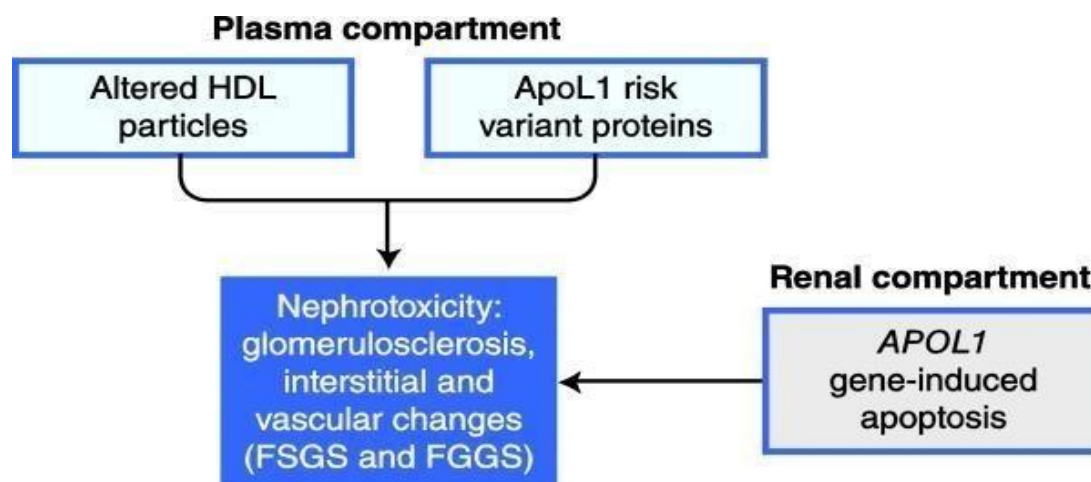 Plasma compartment
Altered HDL
particles
ApoL1 risk
variant proteins
Nephrotoxicity:
glomerulosclerosis,
interstitial and
vascular changes
(FSGS and FGGS)
Renal compartment
APOL1
gene-induced
apoptosis